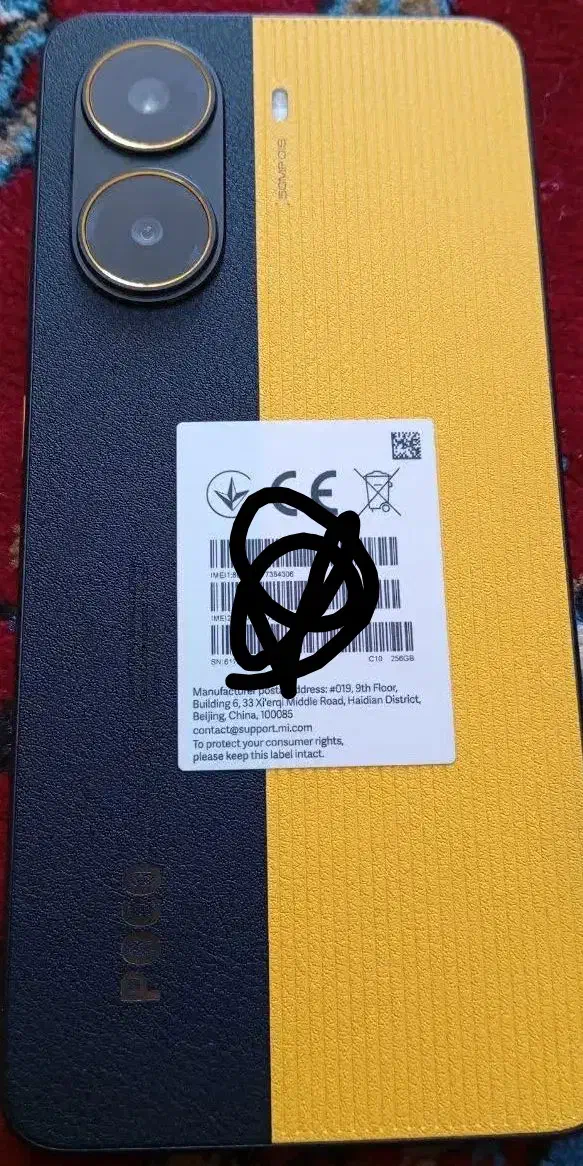 50MP OIS
CE
IMEI1:8 7384306
IMEI2
SN:611
C10 256GB
Manufacturer postal address: #019, 9th Floor,
Building 6, 33 Xi'erqi Middle Road, Haidian District,
Beijing, China, 100085
contact@support.mi.com
To protect your consumer rights,
please keep this label intact.
POCO